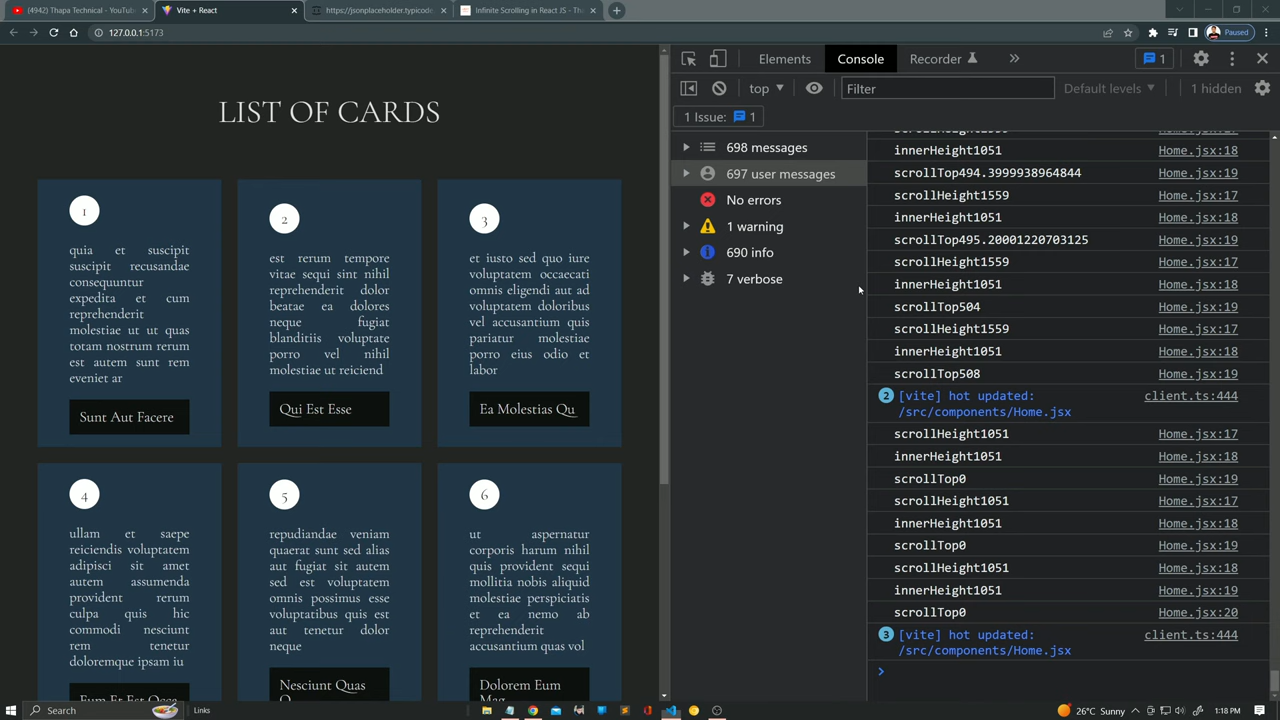 (4942) Thapa Technical - YouTube
Vite + React
https://jsonplaceholder.typicode
Infinite Scrolling in React JS - Th
127.0.0.1:5173
Paused
LIST OF CARDS
1
quia et suscipit
suscipit recusandae
consequuntur
expedita et cum
reprehenderit
molestiae ut ut quas
totam nostrum rerum
est autem sunt rem
eveniet ar
Sunt Aut Facere
2
est rerum tempore
vitae sequi sint nihil
reprehenderit dolor
beatae ea dolores
neque fugiat
blanditiis voluptate
porro vel nihil
molestiae ut reiciend
Qui Est Esse
3
et iusto sed quo iure
voluptatem occaecati
omnis eligendi aut ad
voluptatem doloribus
vel accusantium quis
pariatur molestiae
porro eius odio et
labor
Ea Molestias Qu
4
ullam et saepe
reiciendis voluptatem
adipisci sit amet
autem assumenda
provident rerum
culpa quis hic
commodi nesciunt
rem tenetur
doloremque ipsam iu
Eum Et Est Occa
5
repudiandae veniam
quaerat sunt sed alias
aut fugiat sit autem
sed est voluptatem
omnis possimus esse
voluptatibus quis est
aut tenetur dolor
neque
Nesciunt Quas
O
6
ut aspernatur
corporis harum nihil
quis provident sequi
mollitia nobis aliquid
molestiae perspiciatis
et ea nemo ab
reprehenderit
accusantium quas vol
Dolorem Eum
Mag
Elements
Console
Recorder
1
top
Filter
Default levels
1 hidden
1 Issue: 1
698 messages
697 user messages
No errors
1 warning
690 info
7 verbose
scrollHeight1559 Home.jsx:17
innerHeight1051 Home.jsx:18
scrollTop494.3999938964844 Home.jsx:19
scrollHeight1559 Home.jsx:17
innerHeight1051 Home.jsx:18
scrollTop495.20001220703125 Home.jsx:19
scrollHeight1559 Home.jsx:17
innerHeight1051 Home.jsx:18
scrollTop504 Home.jsx:19
scrollHeight1559 Home.jsx:17
innerHeight1051 Home.jsx:18
scrollTop508 Home.jsx:19
2 [vite] hot updated: client.ts:444
/src/components/Home.jsx
scrollHeight1051 Home.jsx:17
innerHeight1051 Home.jsx:18
scrollTop0 Home.jsx:19
scrollHeight1051 Home.jsx:17
innerHeight1051 Home.jsx:18
scrollTop0 Home.jsx:19
scrollHeight1051 Home.jsx:18
innerHeight1051 Home.jsx:19
scrollTop0 Home.jsx:20
3 [vite] hot updated: client.ts:444
/src/components/Home.jsx
Search
Links
26°C Sunny
1:18 PM